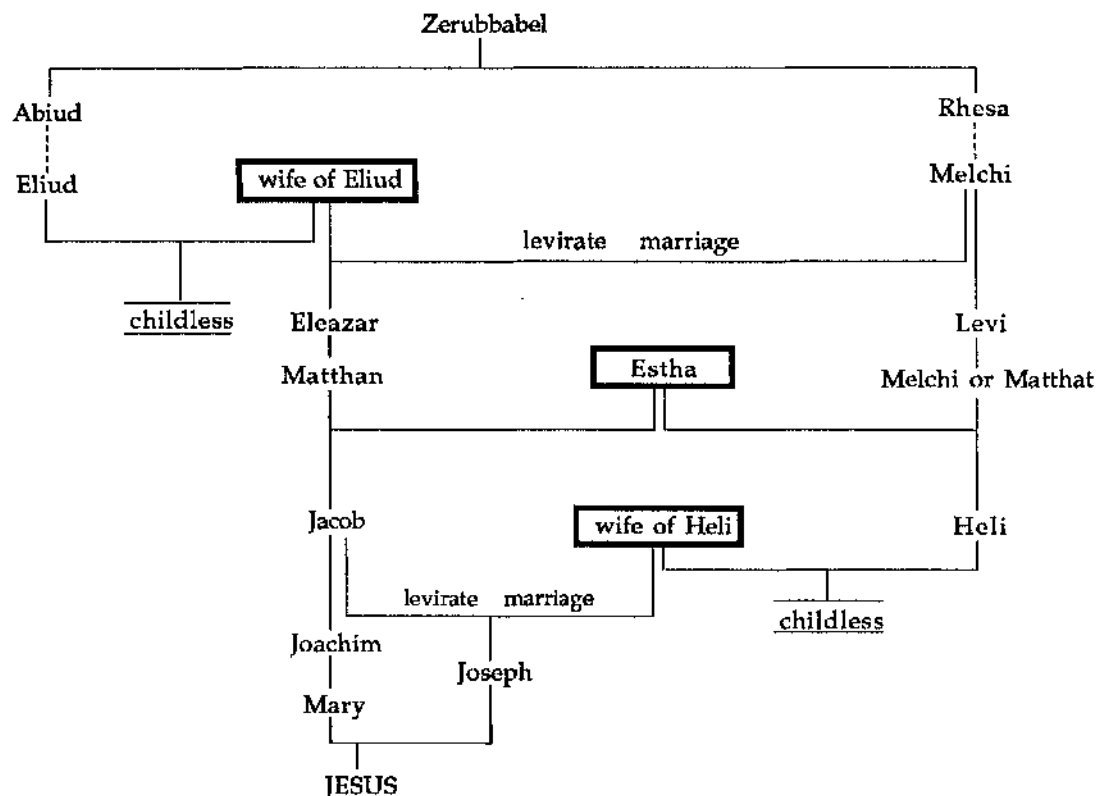 Zerubbabel
Abiud
Rhesa
Eliud
wife of Eliud
Melchi
levirate marriage
childless
Eleazar
Levi
Matthan
Estha
Melchi or Matthat
Jacob
wife of Heli
Heli
levirate marriage
childless
Joachim
Joseph
Mary
JESUS